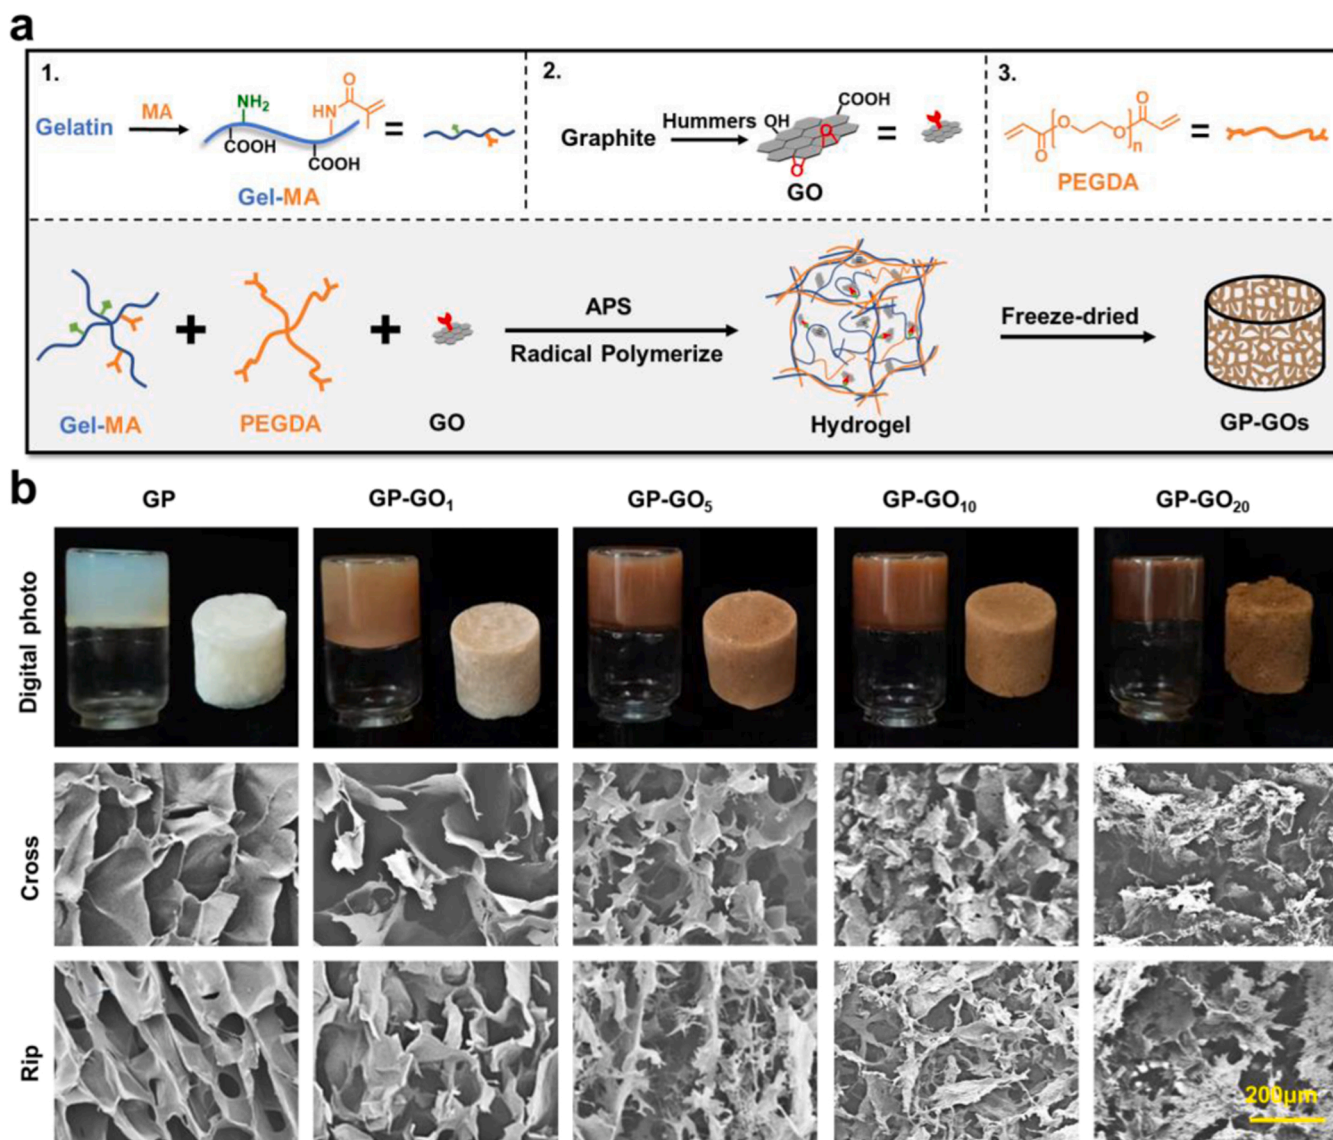 a
1.
2.
3.
Gelatin
MA
NH₂
COOH
HN
O
COOH
Gel-MA
Graphite
Hummers
OH
COOH
O
O
GO
O
O
O
O
n
PEGDA
Gel-MA
PEGDA
GO
APS
Radical Polymerize
Hydrogel
Freeze-dried
GP-GOs
b
GP
GP-GO₁
GP-GO₅
GP-GO₁₀
GP-GO₂₀
Digital photo
Cross
Rip
200μm